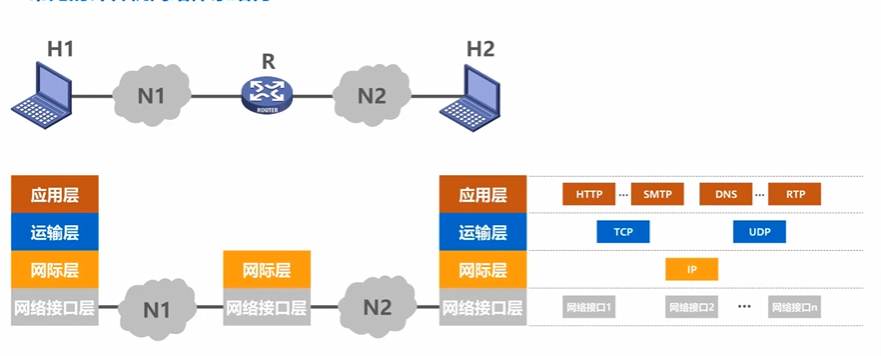 H1
R
H2
N1
ROUTER
N2
应用层
应用层
HTTP
...
SMTP
DNS
...
RTP
运输层
运输层
TCP
UDP
网际层
网际层
网际层
IP
网络接口层
N1
网络接口层
N2
网络接口层
网络接口1
网络接口2
...
网络接口n